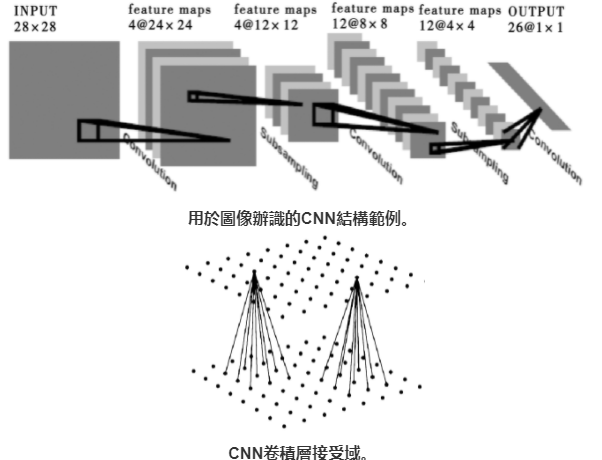 INPUT
28×28
feature maps
4@24×24
feature maps
4@12×12
feature maps
12@8×8
feature maps
12@4×4
OUTPUT
26@1×1
Convolution
Subsampling
Convolution
Subsampling
Convolution
用於圖像辦識的CNN結構範例。
CNN卷積層接受域。